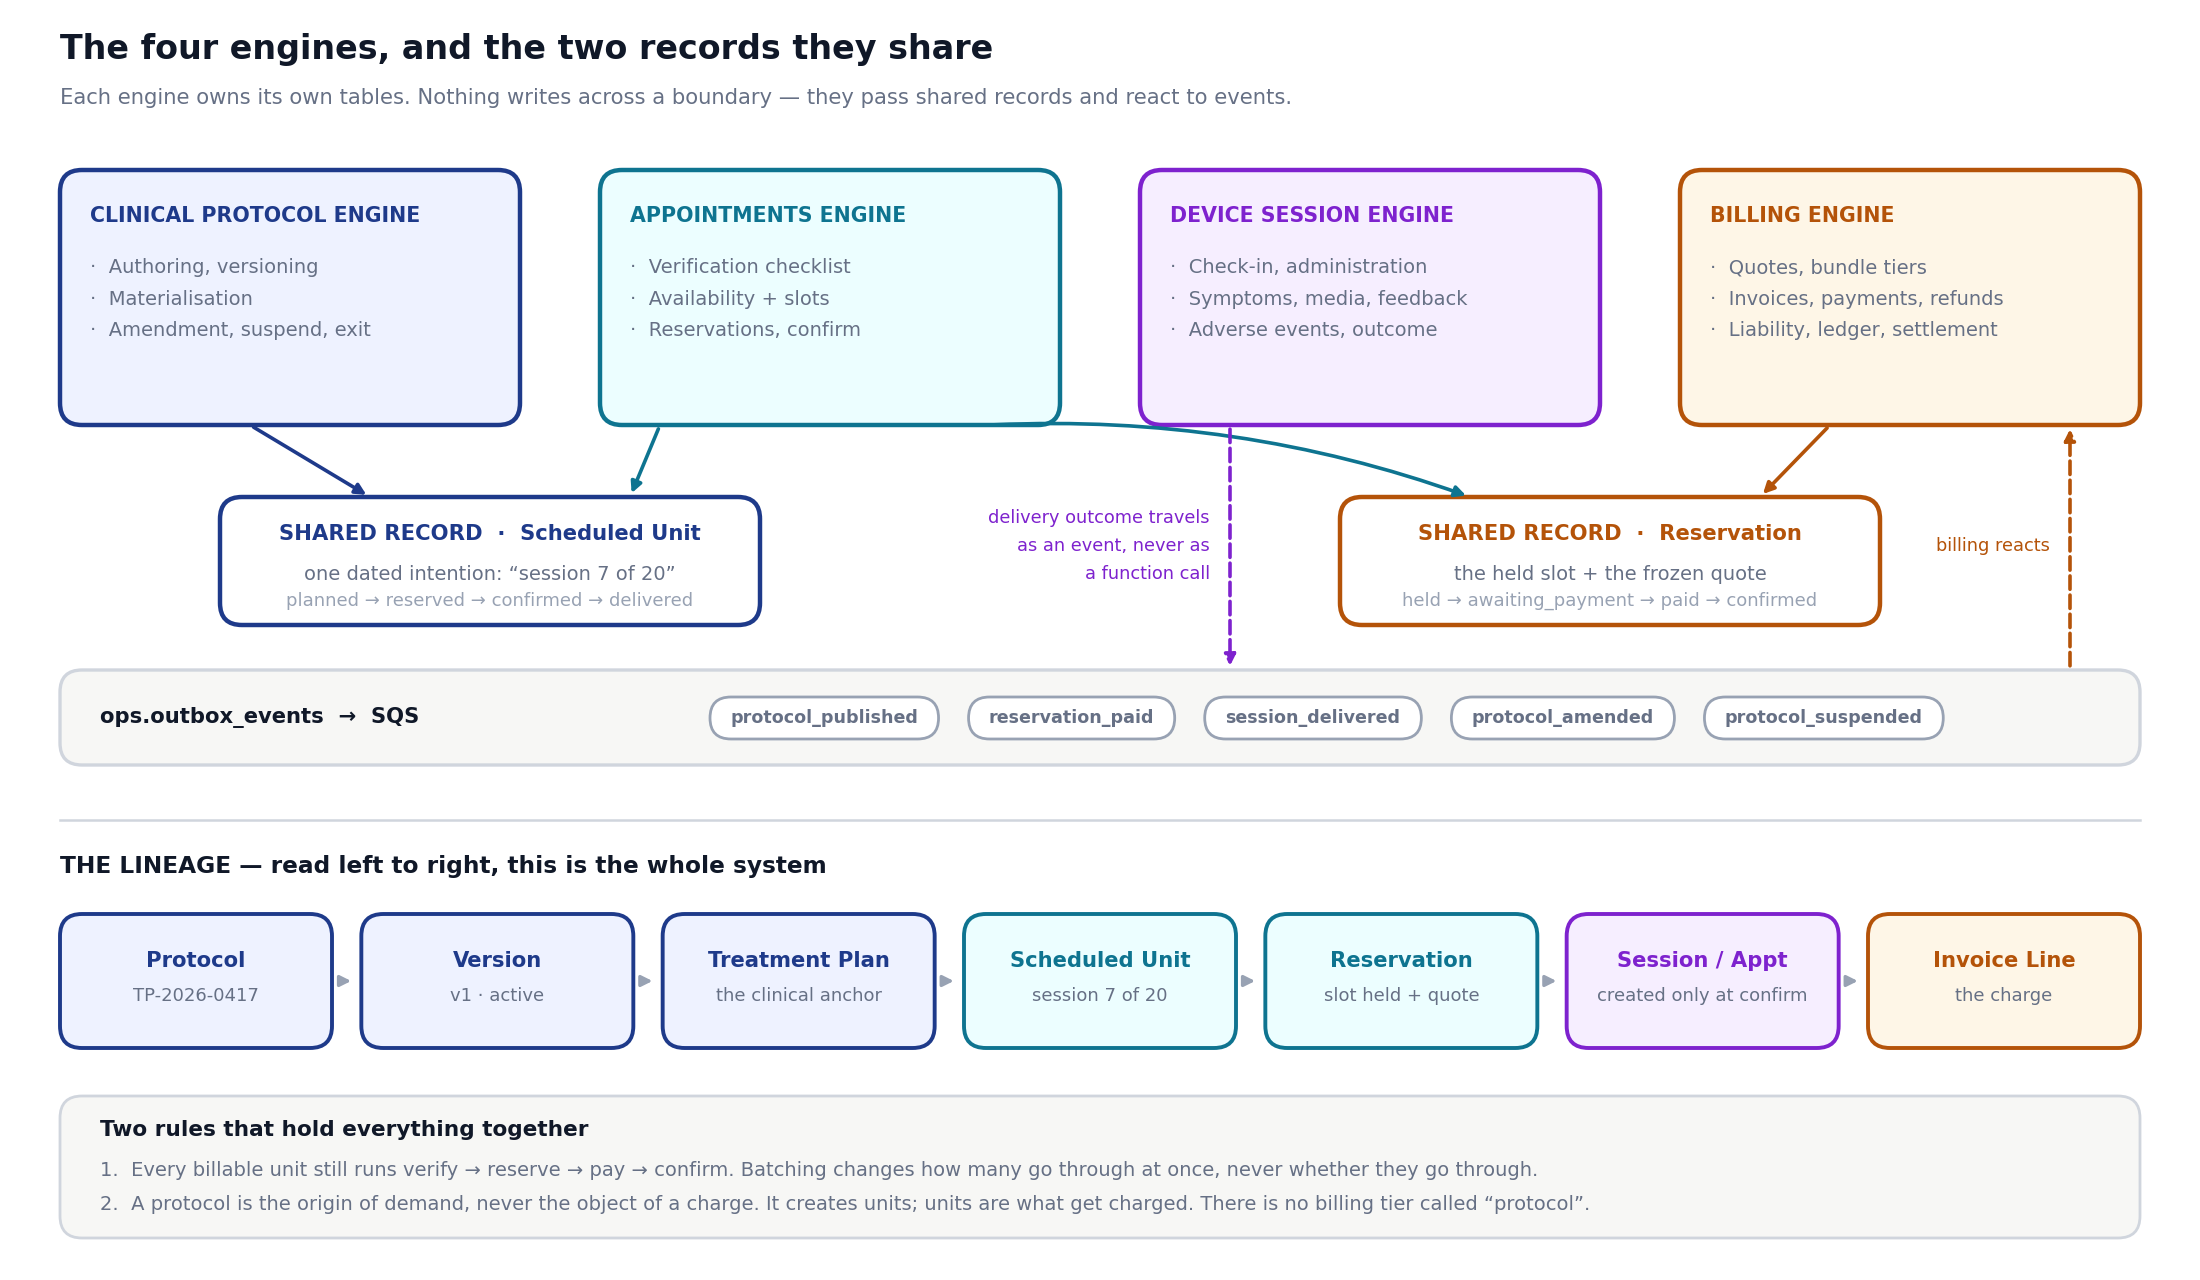 The four engines, and the two records they share
Each engine owns its own tables. Nothing writes across a boundary — they pass shared records and react to events.
CLINICAL PROTOCOL ENGINE
· Authoring, versioning
· Materialisation
· Amendment, suspend, exit
APPOINTMENTS ENGINE
· Verification checklist
· Availability + slots
· Reservations, confirm
DEVICE SESSION ENGINE
· Check-in, administration
· Symptoms, media, feedback
· Adverse events, outcome
BILLING ENGINE
· Quotes, bundle tiers
· Invoices, payments, refunds
· Liability, ledger, settlement
SHARED RECORD · Scheduled Unit
one dated intention: “session 7 of 20”
planned → reserved → confirmed → delivered
delivery outcome travels
as an event, never as
a function call
SHARED RECORD · Reservation
the held slot + the frozen quote
held → awaiting_payment → paid → confirmed
billing reacts
ops.outbox_events → SQS
protocol_published
reservation_paid
session_delivered
protocol_amended
protocol_suspended
THE LINEAGE — read left to right, this is the whole system
Protocol
TP-2026-0417
Version
v1 · active
Treatment Plan
the clinical anchor
Scheduled Unit
session 7 of 20
Reservation
slot held + quote
Session / Appt
created only at confirm
Invoice Line
the charge
Two rules that hold everything together
1. Every billable unit still runs verify → reserve → pay → confirm. Batching changes how many go through at once, never whether they go through.
2. A protocol is the origin of demand, never the object of a charge. It creates units; units are what get charged. There is no billing tier called “protocol”.